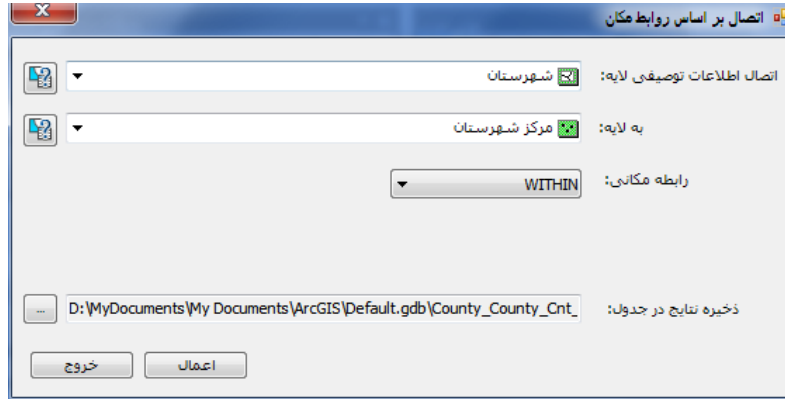 اتصال بر اساس روابط مکان
اتصال اطلاعات توصیفی لایه: شهرستان
به لایه: مرکز شهرستان
رابطه مکانی: WITHIN
ذخیره نتایج در جدول: D:\MyDocuments\My Documents\ArcGIS\Default.gdb\County_County_Cnt_ ...
اعمال خروج